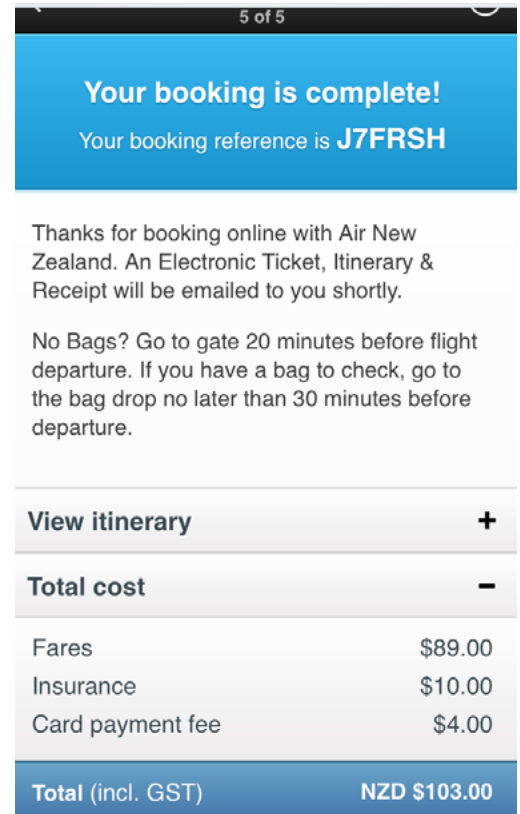 5 of 5
Your booking is complete!
Your booking reference is J7FRSH
Thanks for booking online with Air New
Zealand. An Electronic Ticket, Itinerary &
Receipt will be emailed to you shortly.
No Bags? Go to gate 20 minutes before flight
departure. If you have a bag to check, go to
the bag drop no later than 30 minutes before
departure.
View itinerary +
Total cost −
Fares $89.00
Insurance $10.00
Card payment fee $4.00
Total (incl. GST) NZD $103.00